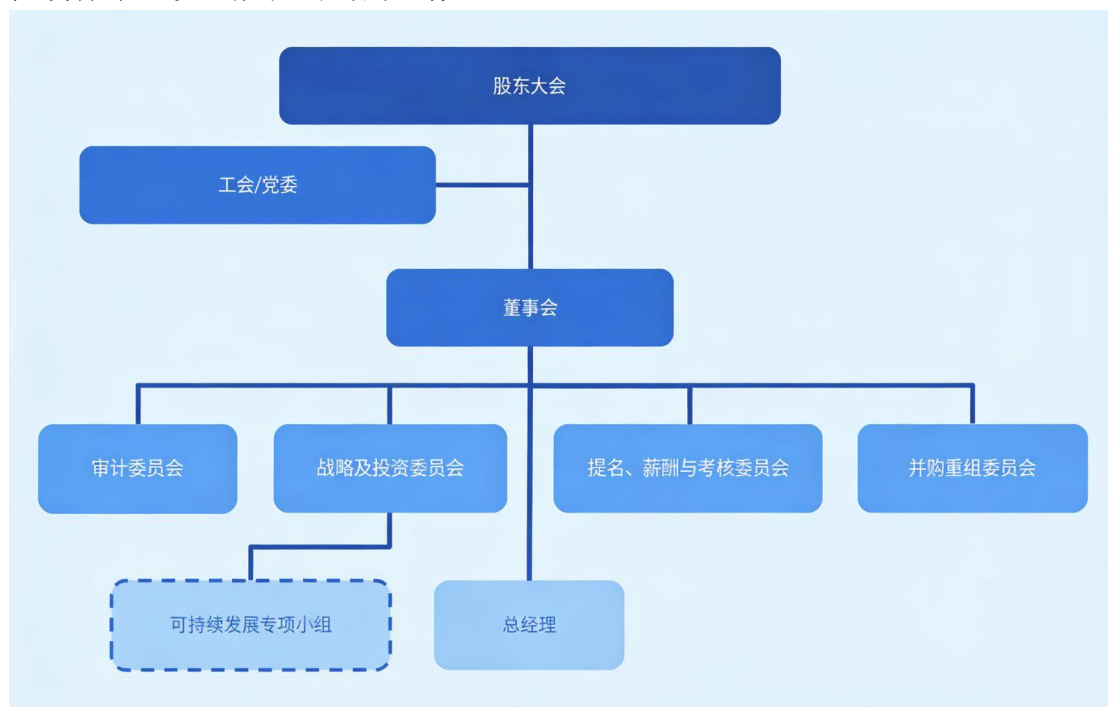 股东大会
工会/党委
董事会
审计委员会
战略及投资委员会
提名、薪酬与考核委员会
并购重组委员会
可持续发展专项小组
总经理